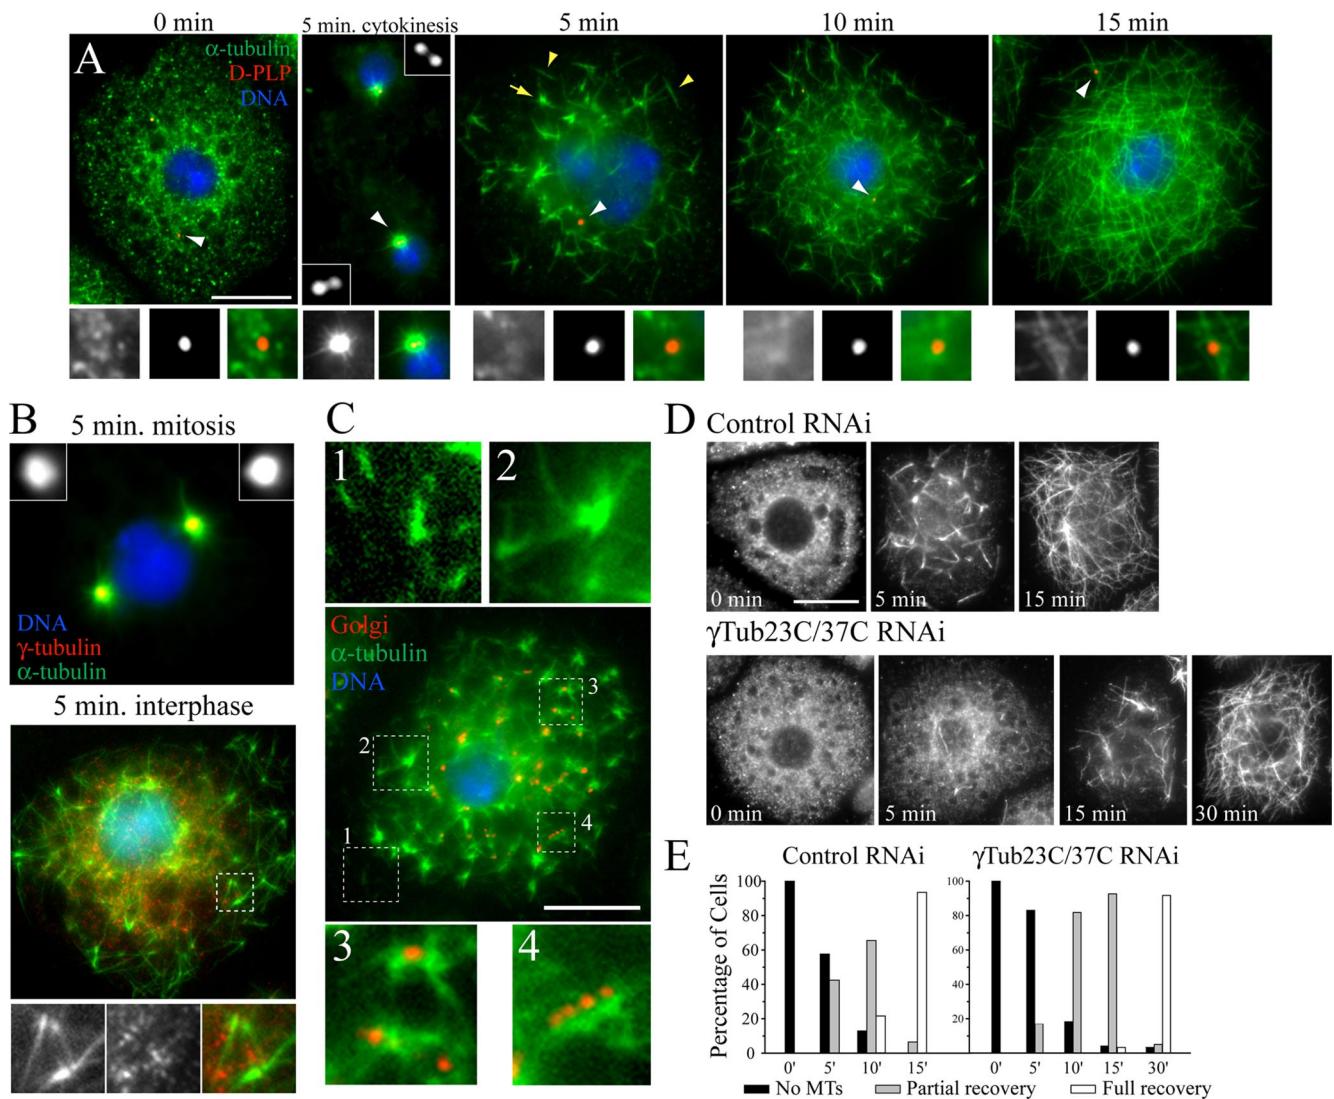 0 min
5 min. cytokinesis
5 min
10 min
15 min
A
α-tubulin
D-PLP
DNA
B
5 min. mitosis
DNA
γ-tubulin
α-tubulin
5 min. interphase
C
1
2
Golgi
α-tubulin
DNA
3
2
4
1
3
4
D
Control RNAi
0 min
5 min
15 min
γTub23C/37C RNAi
0 min
5 min
15 min
30 min
E
Control RNAi
γTub23C/37C RNAi
Percentage of Cells
100
80
60
40
20
0'
5'
10'
15'
100
80
60
40
20
0'
5'
10'
15'
30'
No MTs
Partial recovery
Full recovery